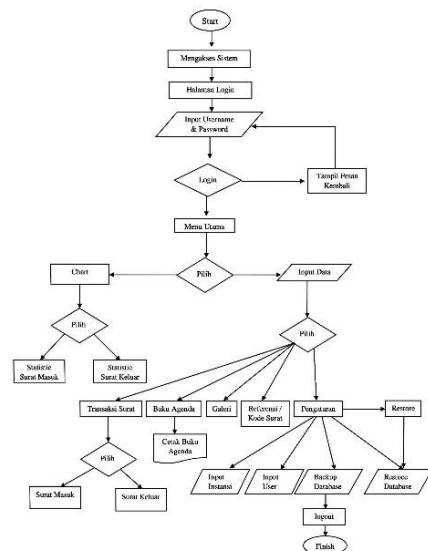 Start
Mengakses Sistem
Halaman Login
Input Username
& Password
Login
Tampil Pesan
Kembali
Menu Utama
Chart
Pilih
Input Data
Pilih
Pilih
Statistic
Surat Masuk
Statistic
Surat Keluar
Transaksi Surat
Buku Agenda
Galeri
Referensi /
Kode Surat
Pengaturan
Restore
Cetak Buku
Agenda
Pilih
Surat Masuk
Surat Keluar
Input
Instansi
Input
User
Backup
Database
Restore
Database
logout
Finish